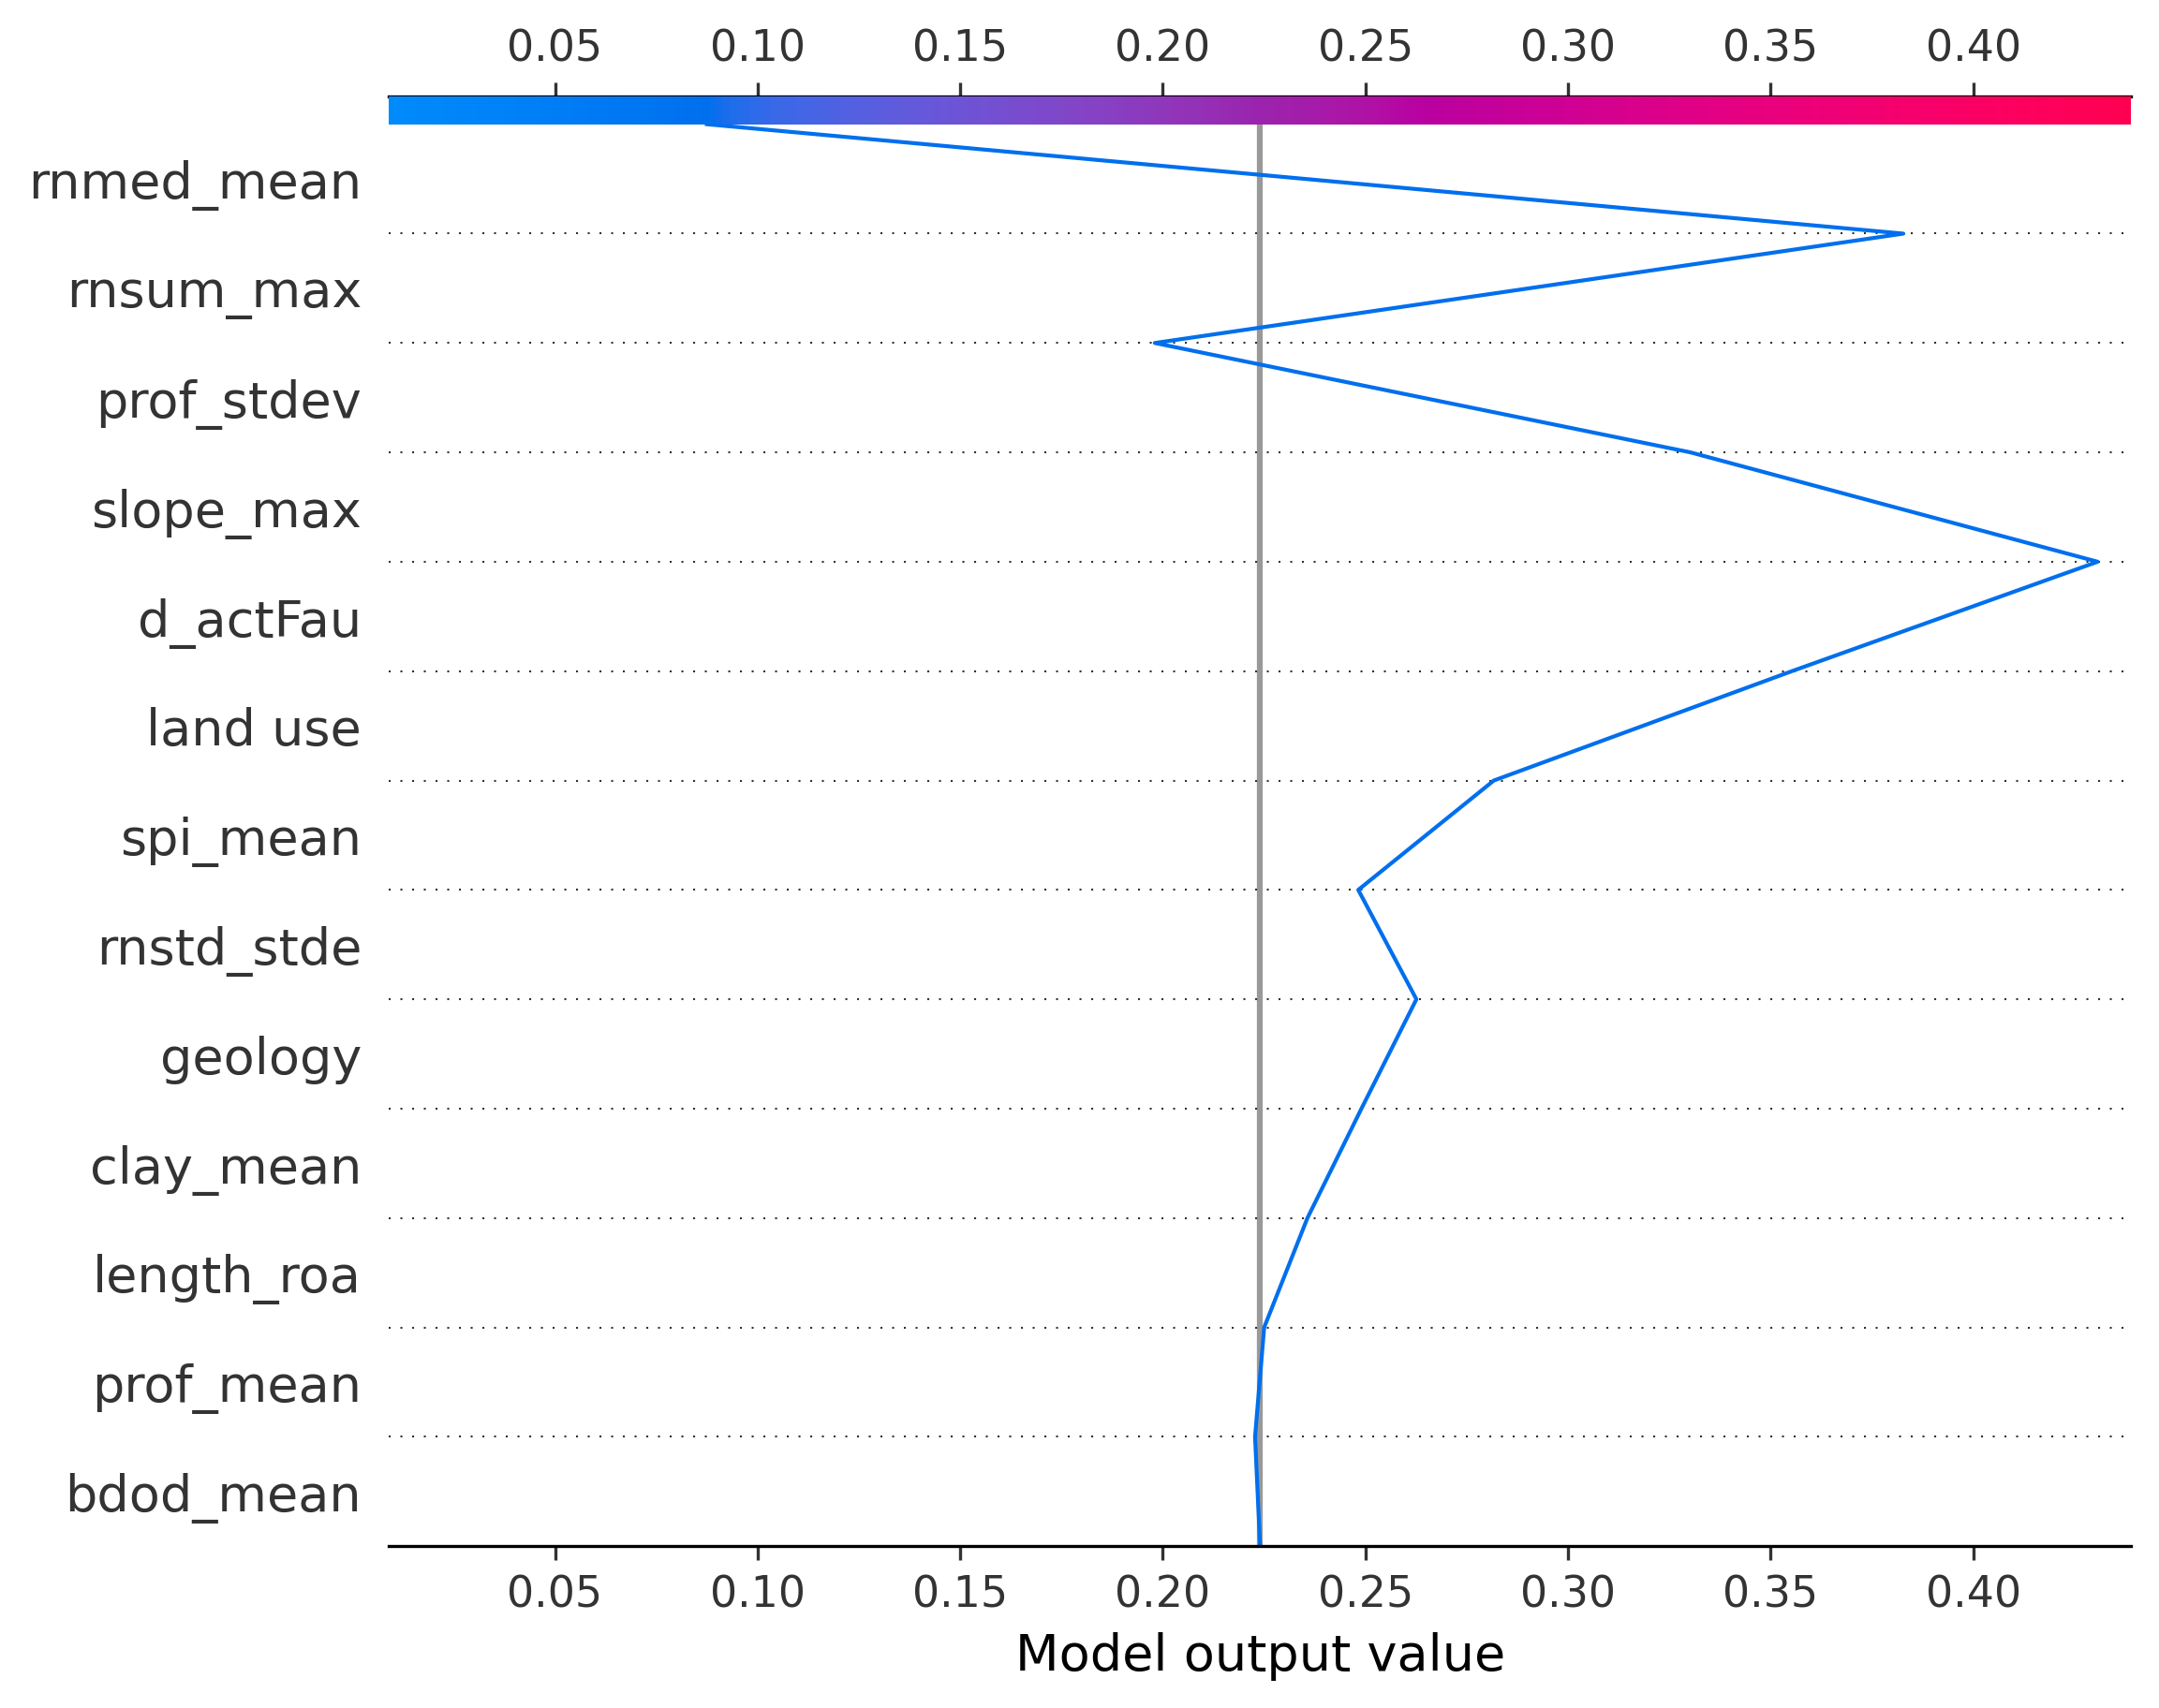 0.05 0.10 0.15 0.20 0.25 0.30 0.35 0.40
rnmed_mean
rnsum_max
prof_stdev
slope_max
d_actFau
land use
spi_mean
rnstd_stde
geology
clay_mean
length_roa
prof_mean
bdod_mean
0.05 0.10 0.15 0.20 0.25 0.30 0.35 0.40
Model output value